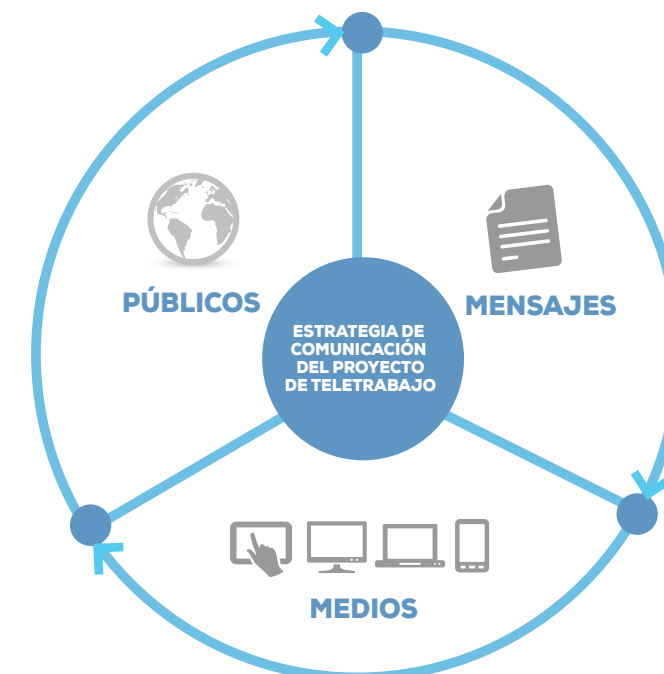 PÚBLICOS
MENSAJES
ESTRATEGIA DE
COMUNICACIÓN
DEL PROYECTO
DE TELETRABAJO
MEDIOS